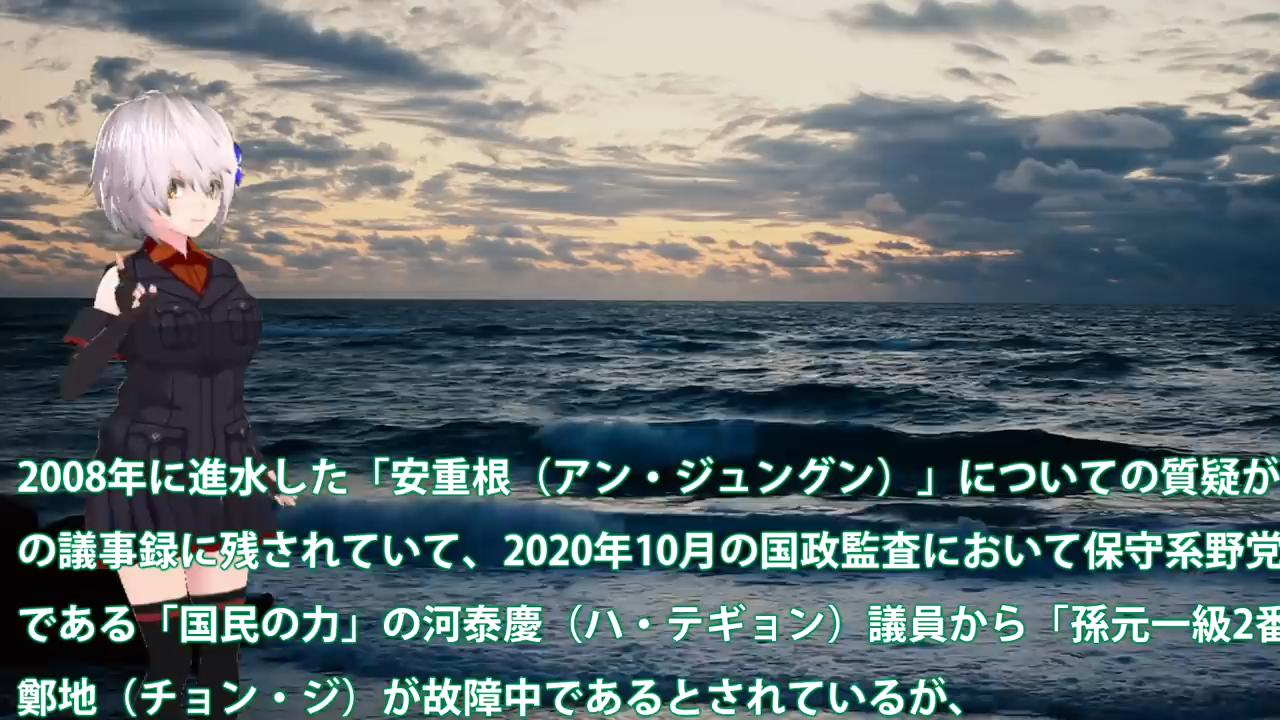 2008年に進水した「安重根（アン・ジュングン）」についての質疑が
の議事録に残されていて、2020年10月の国政監査において保守系野党
である「国民の力」の河泰慶（ハ・テギョン）議員から「孫元一級2番
鄭地（チョン・ジ）が故障中であるとされているが、